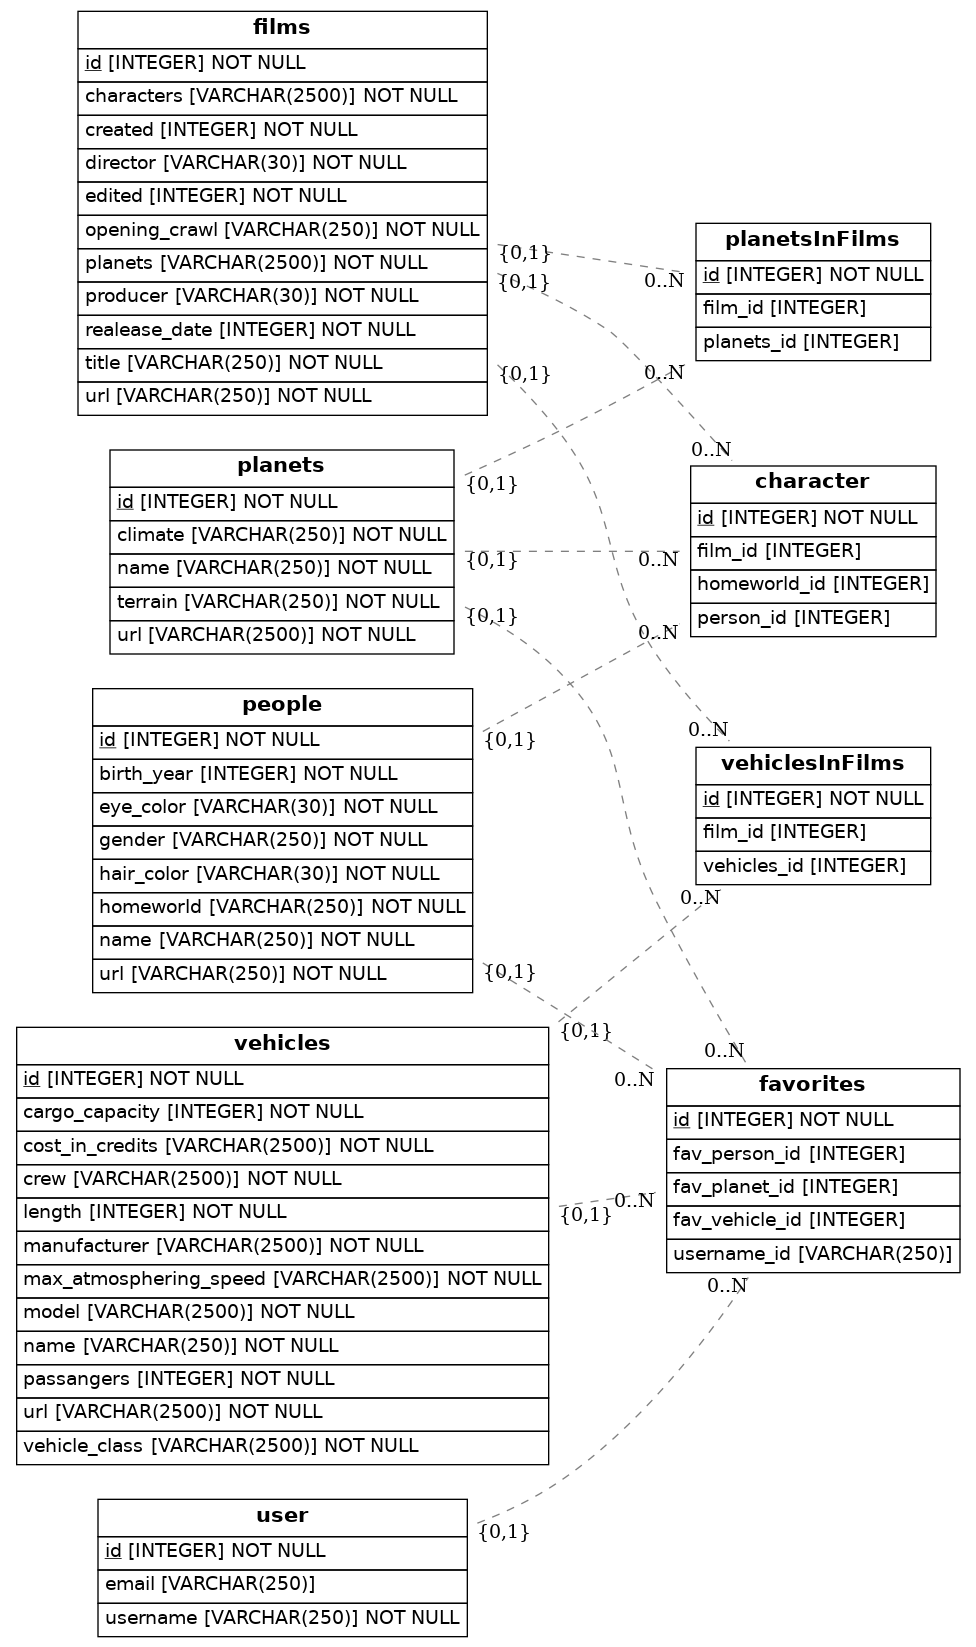 films
id [INTEGER] NOT NULL
characters [VARCHAR(2500)] NOT NULL
created [INTEGER] NOT NULL
director [VARCHAR(30)] NOT NULL
edited [INTEGER] NOT NULL
opening_crawl [VARCHAR(250)] NOT NULL
planets [VARCHAR(2500)] NOT NULL
producer [VARCHAR(30)] NOT NULL
realease_date [INTEGER] NOT NULL
title [VARCHAR(250)] NOT NULL
url [VARCHAR(250)] NOT NULL
planets
id [INTEGER] NOT NULL
climate [VARCHAR(250)] NOT NULL
name [VARCHAR(250)] NOT NULL
terrain [VARCHAR(250)] NOT NULL
url [VARCHAR(2500)] NOT NULL
people
id [INTEGER] NOT NULL
birth_year [INTEGER] NOT NULL
eye_color [VARCHAR(30)] NOT NULL
gender [VARCHAR(250)] NOT NULL
hair_color [VARCHAR(30)] NOT NULL
homeworld [VARCHAR(250)] NOT NULL
name [VARCHAR(250)] NOT NULL
url [VARCHAR(250)] NOT NULL
vehicles
id [INTEGER] NOT NULL
cargo_capacity [INTEGER] NOT NULL
cost_in_credits [VARCHAR(2500)] NOT NULL
crew [VARCHAR(2500)] NOT NULL
length [INTEGER] NOT NULL
manufacturer [VARCHAR(2500)] NOT NULL
max_atmosphering_speed [VARCHAR(2500)] NOT NULL
model [VARCHAR(2500)] NOT NULL
name [VARCHAR(250)] NOT NULL
passangers [INTEGER] NOT NULL
url [VARCHAR(2500)] NOT NULL
vehicle_class [VARCHAR(2500)] NOT NULL
user
id [INTEGER] NOT NULL
email [VARCHAR(250)]
username [VARCHAR(250)] NOT NULL
{0,1}
{0,1}
{0,1}
{0,1}
{0,1}
{0,1}
{0,1}
{0,1}
{0,1}
{0,1}
{0,1}
0..N
0..N
0..N
0..N
0..N
0..N
0..N
0..N
0..N
0..N
0..N
planetsInFilms
id [INTEGER] NOT NULL
film_id [INTEGER]
planets_id [INTEGER]
character
id [INTEGER] NOT NULL
film_id [INTEGER]
homeworld_id [INTEGER]
person_id [INTEGER]
vehiclesInFilms
id [INTEGER] NOT NULL
film_id [INTEGER]
vehicles_id [INTEGER]
favorites
id [INTEGER] NOT NULL
fav_person_id [INTEGER]
fav_planet_id [INTEGER]
fav_vehicle_id [INTEGER]
username_id [VARCHAR(250)]